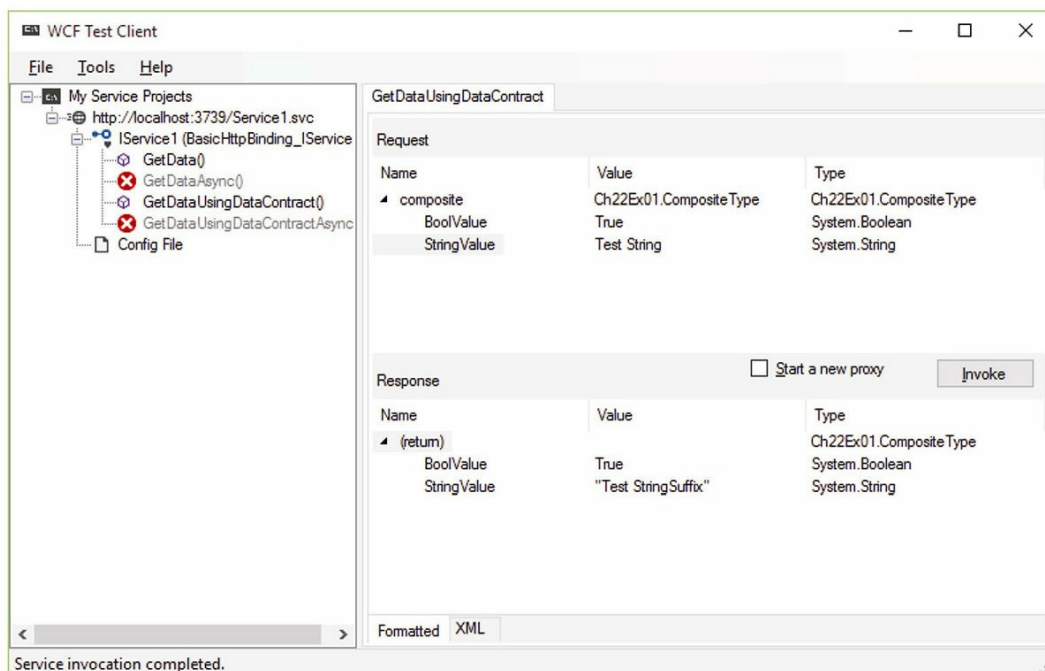 WCF Test Client
File Tools Help
My Service Projects
http://localhost:3739/Service1.svc
IService1 (BasicHttpBinding_IService
GetData()
GetDataAsync()
GetDataUsingDataContract()
GetDataUsingDataContractAsync
Config File
GetDataUsingDataContract
Request
Name Value Type
composite Ch22Ex01.CompositeType Ch22Ex01.CompositeType
BoolValue True System.Boolean
StringValue Test String System.String
Response Start a new proxy Invoke
Name Value Type
(return) Ch22Ex01.CompositeType
BoolValue True System.Boolean
StringValue "Test StringSuffix" System.String
Formatted XML
Service invocation completed.